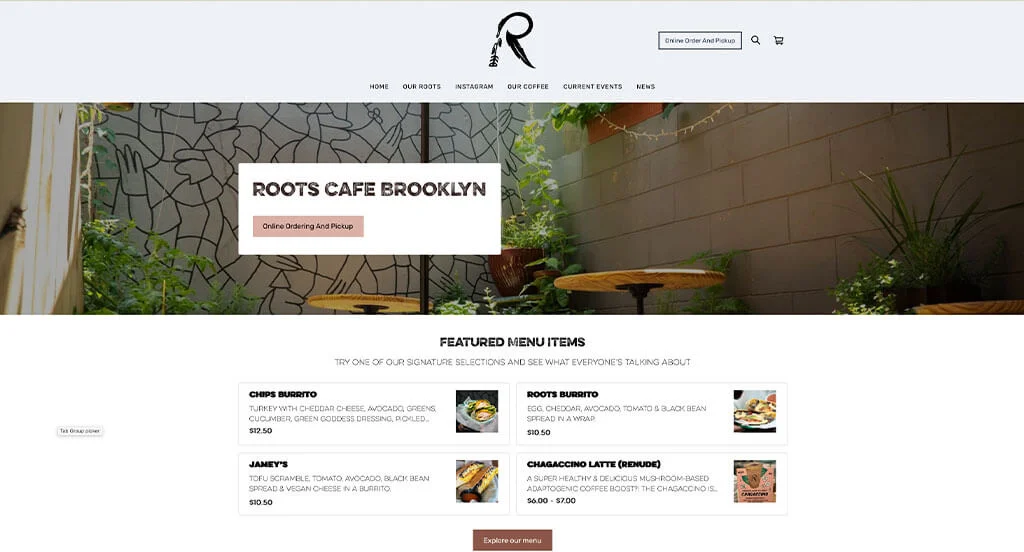 R
Online Order And Pickup
HOME OUR ROOTS INSTAGRAM OUR COFFEE CURRENT EVENTS NEWS
ROOTS CAFE BROOKLYN
Online Ordering And Pickup
FEATURED MENU ITEMS
TRY ONE OF OUR SIGNATURE SELECTIONS AND SEE WHAT EVERYONE'S TALKING ABOUT
CHIPS BURRITO
TURKEY WITH CHEDDAR CHEESE, AVOCADO, GREENS,
CUCUMBER, GREEN GODDESS DRESSING, PICKLED...
$12.50
ROOTS BURRITO
EGG, CHEDDAR, AVOCADO, TOMATO & BLACK BEAN
SPREAD IN A WRAP.
$10.50
Tab Group picker
JAMEY'S
TOFU SCRAMBLE, TOMATO, AVOCADO, BLACK BEAN
SPREAD & VEGAN CHEESE IN A BURRITO.
$10.50
CHAGACCINO LATTE (RENUDE)
A SUPER HEALTHY & DELICIOUS MUSHROOM-BASED
ADAPTOGENIC COFFEE BOOST?! THE CHAGACCINO IS...
$6.00 - $7.00
CHAGACCINO
Explore our menu